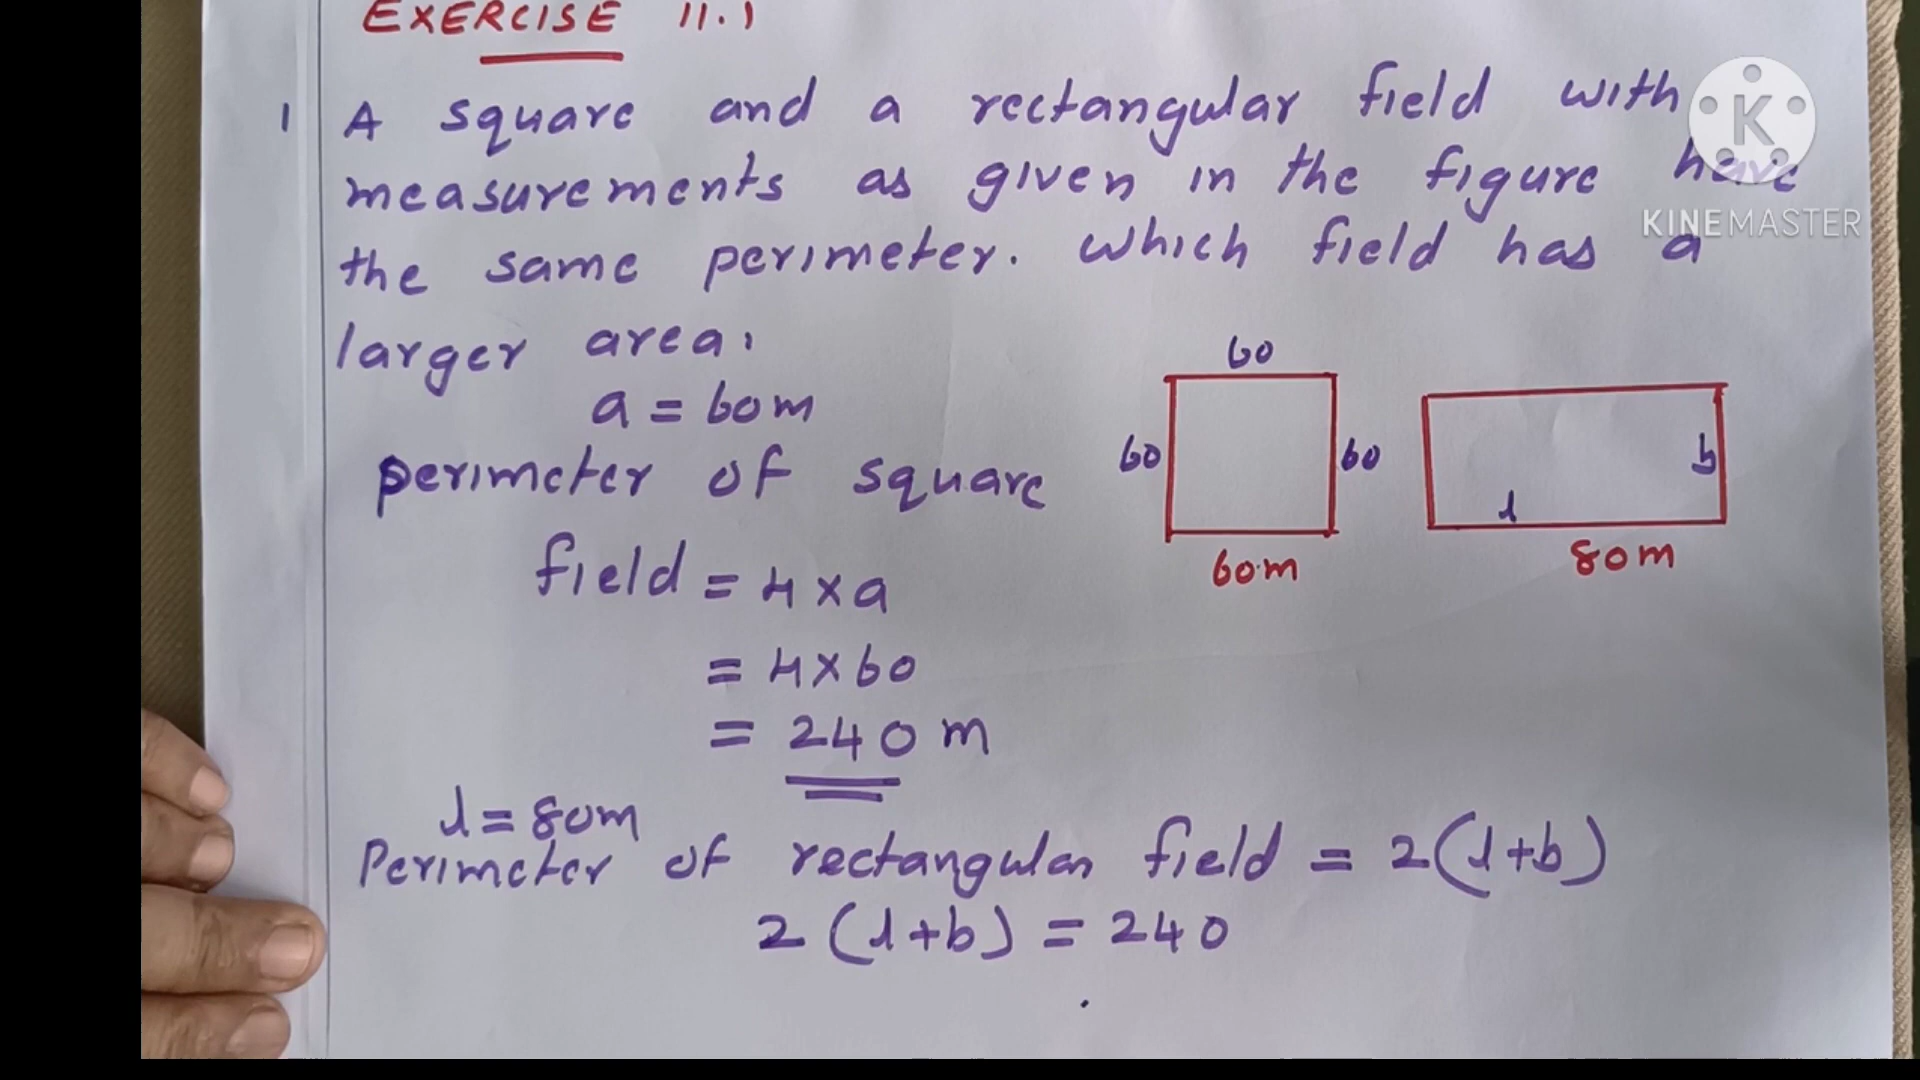 EXERCISE 11.1
1 A square and a rectangular field with
measurements as given in the figure have
the same perimeter. Which field has a
larger area.
a = 60m
perimeter of square
field = 4 × a
= 4 × 60
= 240 m
60
60
60
60m
b
l
80m
l = 80m
Perimeter of rectangular field = 2(l+b)
2(l+b) = 240
K
KINEMASTER